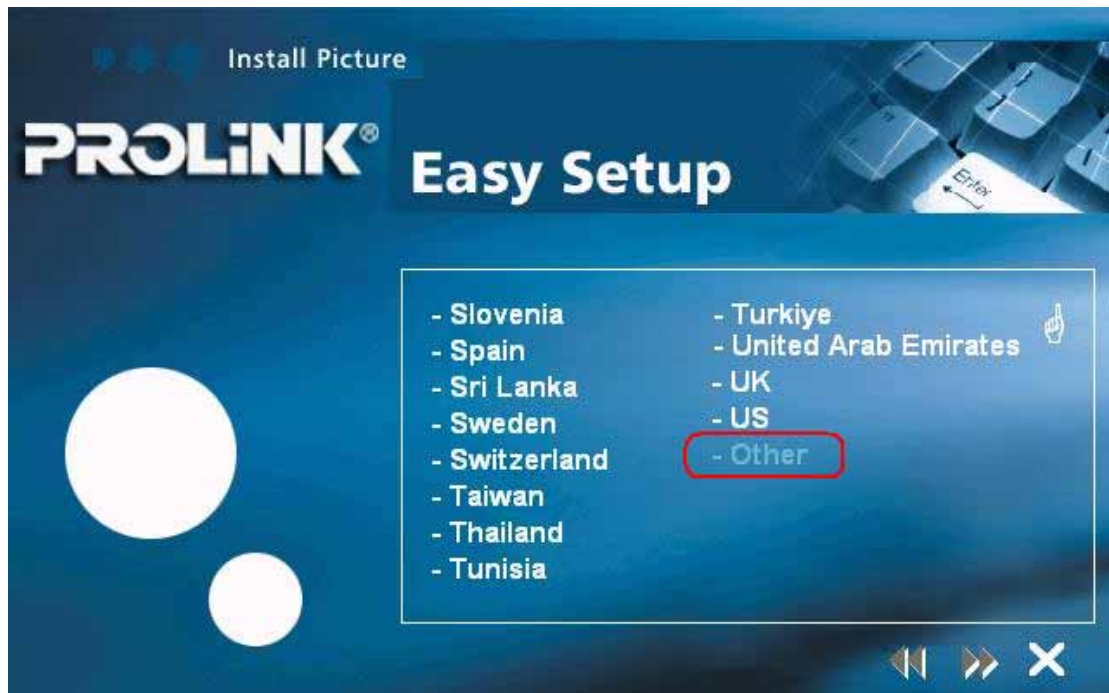 Install Picture
PROLiNK®
Easy Setup
Enter
- Slovenia
- Spain
- Sri Lanka
- Sweden
- Switzerland
- Taiwan
- Thailand
- Tunisia
- Turkiye
- United Arab Emirates
- UK
- US
- Other